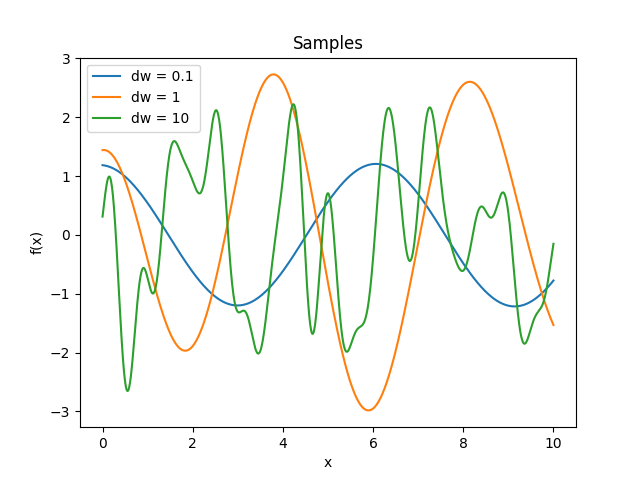 Samples
dw = 0.1
dw = 1
dw = 10
f(x)
3
2
1
0
−1
−2
−3
0
2
4
6
8
10
x